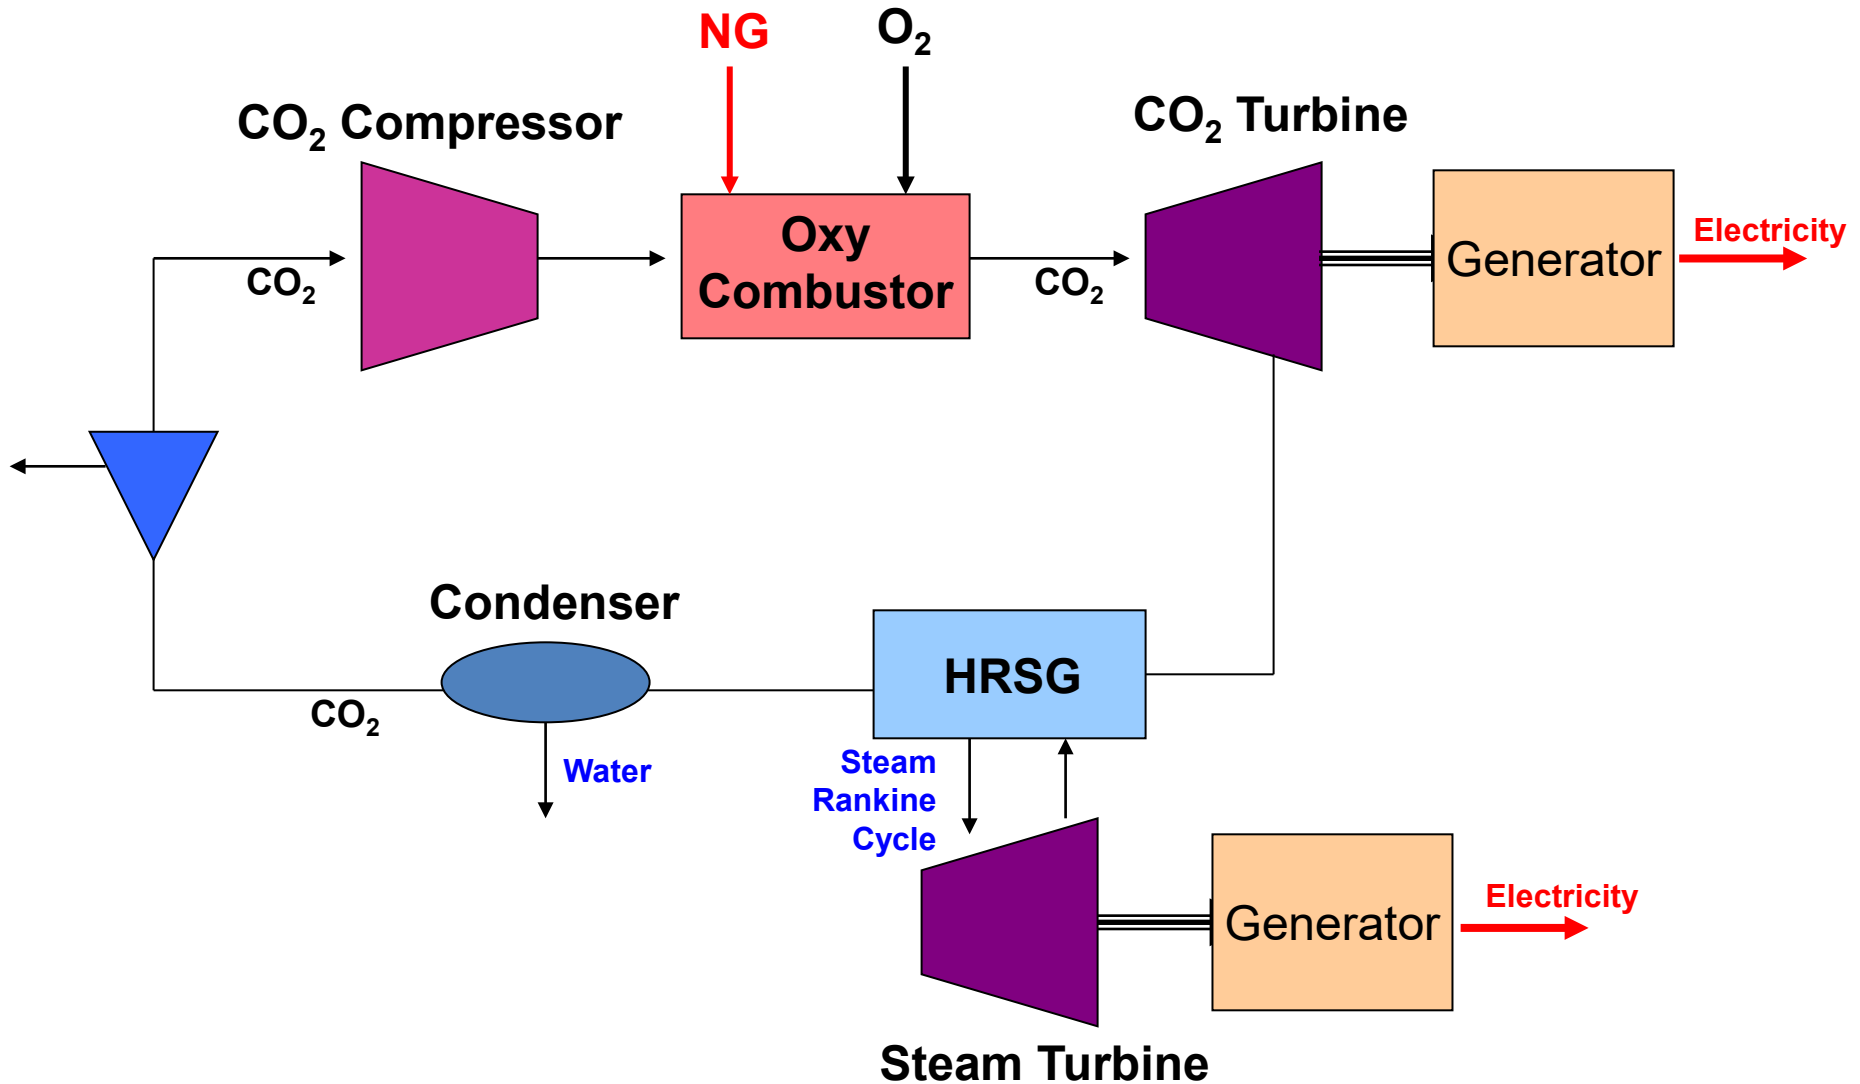 NG
O₂
CO₂ Compressor
CO₂ Turbine
Oxy
Combustor
Generator
Electricity
CO₂
CO₂
Condenser
HRSG
CO₂
Water
Steam
Rankine
Cycle
Generator
Electricity
Steam Turbine